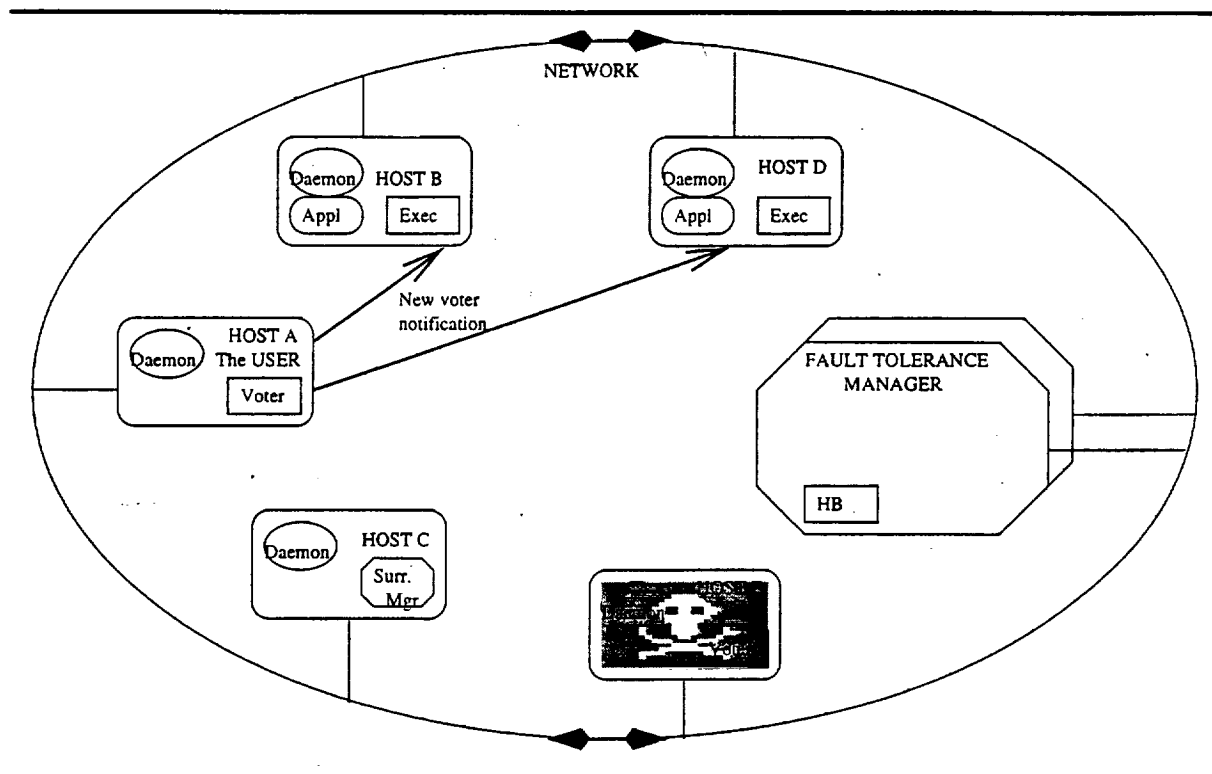 NETWORK
Daemon
HOST B
Appl
Exec
Daemon
HOST D
Appl
Exec
New voter
notification
Daemon
HOST A
The USER
Voter
FAULT TOLERANCE
MANAGER
HB
Daemon
HOST C
Surr.
Mgr
HOST